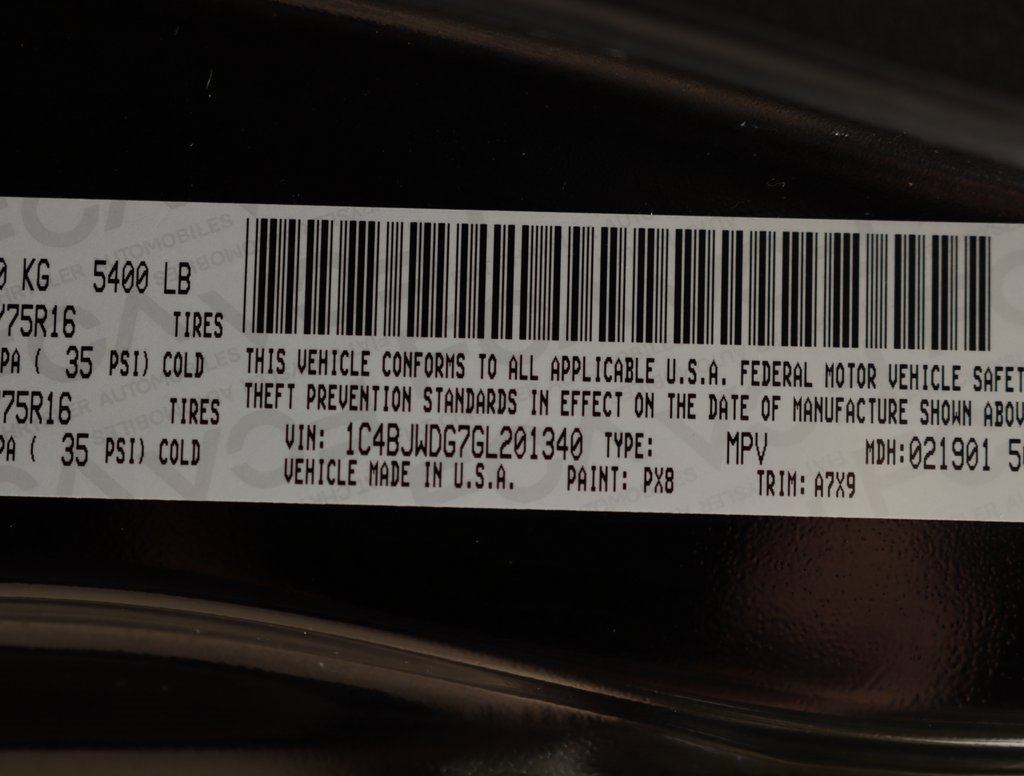 0 KG 5400 LB
/75R16 TIRES
PA ( 35 PSI) COLD
75R16 TIRES
PA ( 35 PSI) COLD
THIS VEHICLE CONFORMS TO ALL APPLICABLE U.S.A. FEDERAL MOTOR VEHICLE SAFET
THEFT PREVENTION STANDARDS IN EFFECT ON THE DATE OF MANUFACTURE SHOWN ABOV
VIN: 1C4BJWDG7GL201340 TYPE: MPV MDH:021901 5
VEHICLE MADE IN U.S.A. PAINT: PX8 TRIM: A7X9